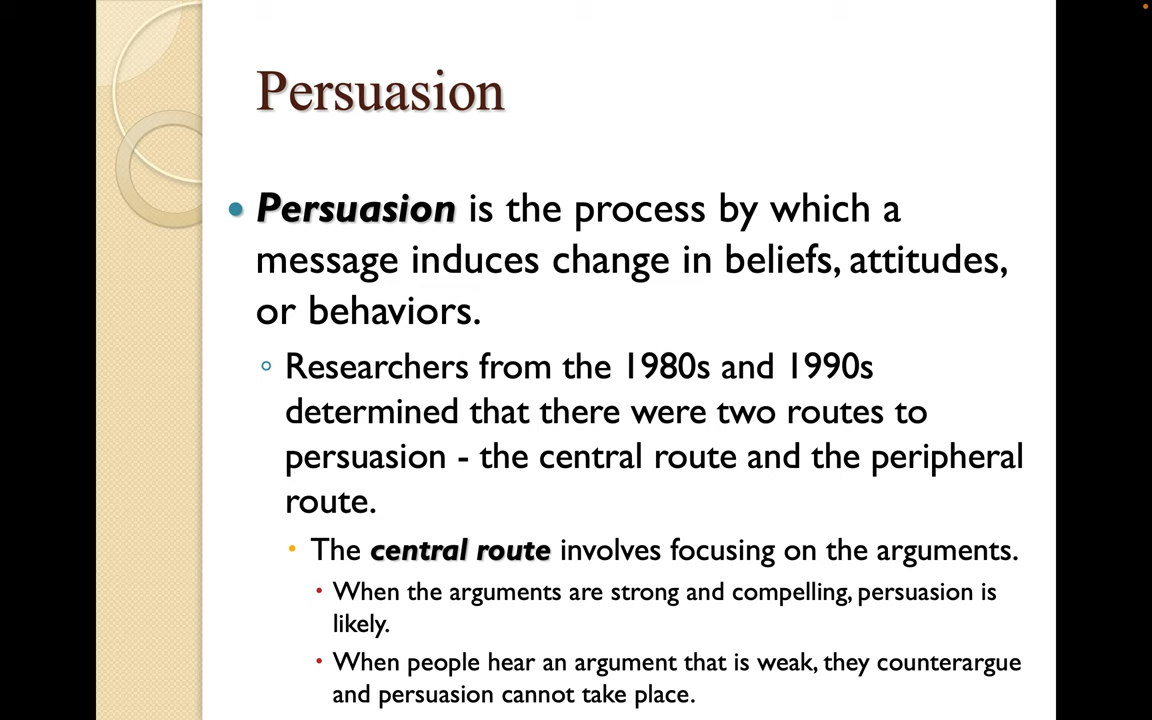 Persuasion
Persuasion is the process by which a
message induces change in beliefs, attitudes,
or behaviors.
Researchers from the 1980s and 1990s
determined that there were two routes to
persuasion - the central route and the peripheral
route.
The central route involves focusing on the arguments.
When the arguments are strong and compelling, persuasion is
likely.
When people hear an argument that is weak, they counterargue
and persuasion cannot take place.